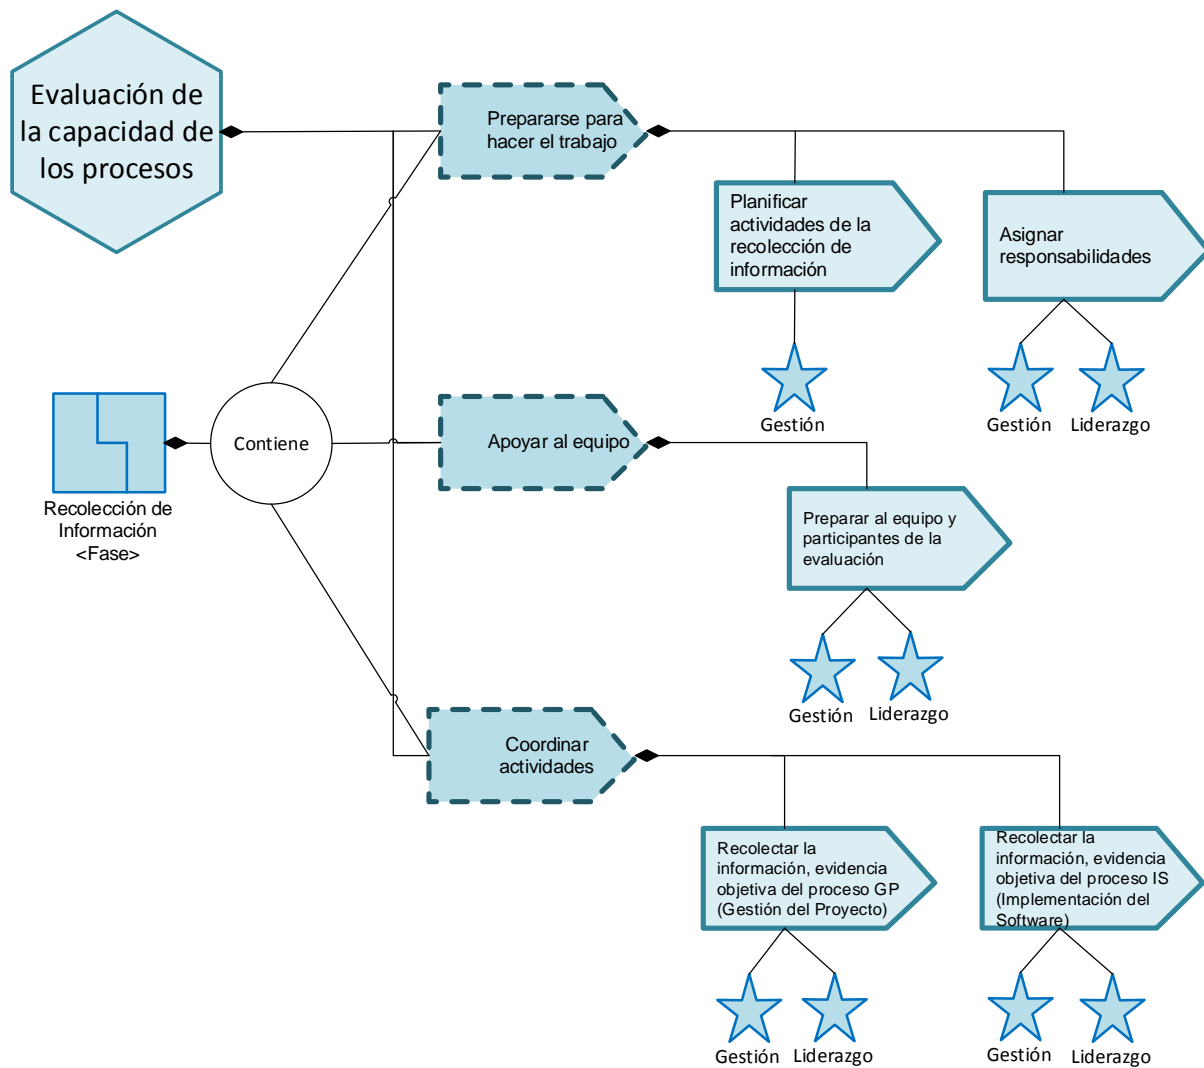 Evaluación de
la capacidad de
los procesos
Prepararse para
hacer el trabajo
Planificar
actividades de la
recolección de
información
Asignar
responsabilidades
Gestión
Gestión
Liderazgo
Contiene
Apoyar al equipo
Recolección de
Información
<Fase>
Preparar al equipo y
participantes de la
evaluación
Gestión
Liderazgo
Coordinar
actividades
Recolectar la
información, evidencia
objetiva del proceso GP
(Gestión del Proyecto)
Recolectar la
información, evidencia
objetiva del proceso IS
(Implementación del
Software)
Gestión
Liderazgo
Gestión
Liderazgo